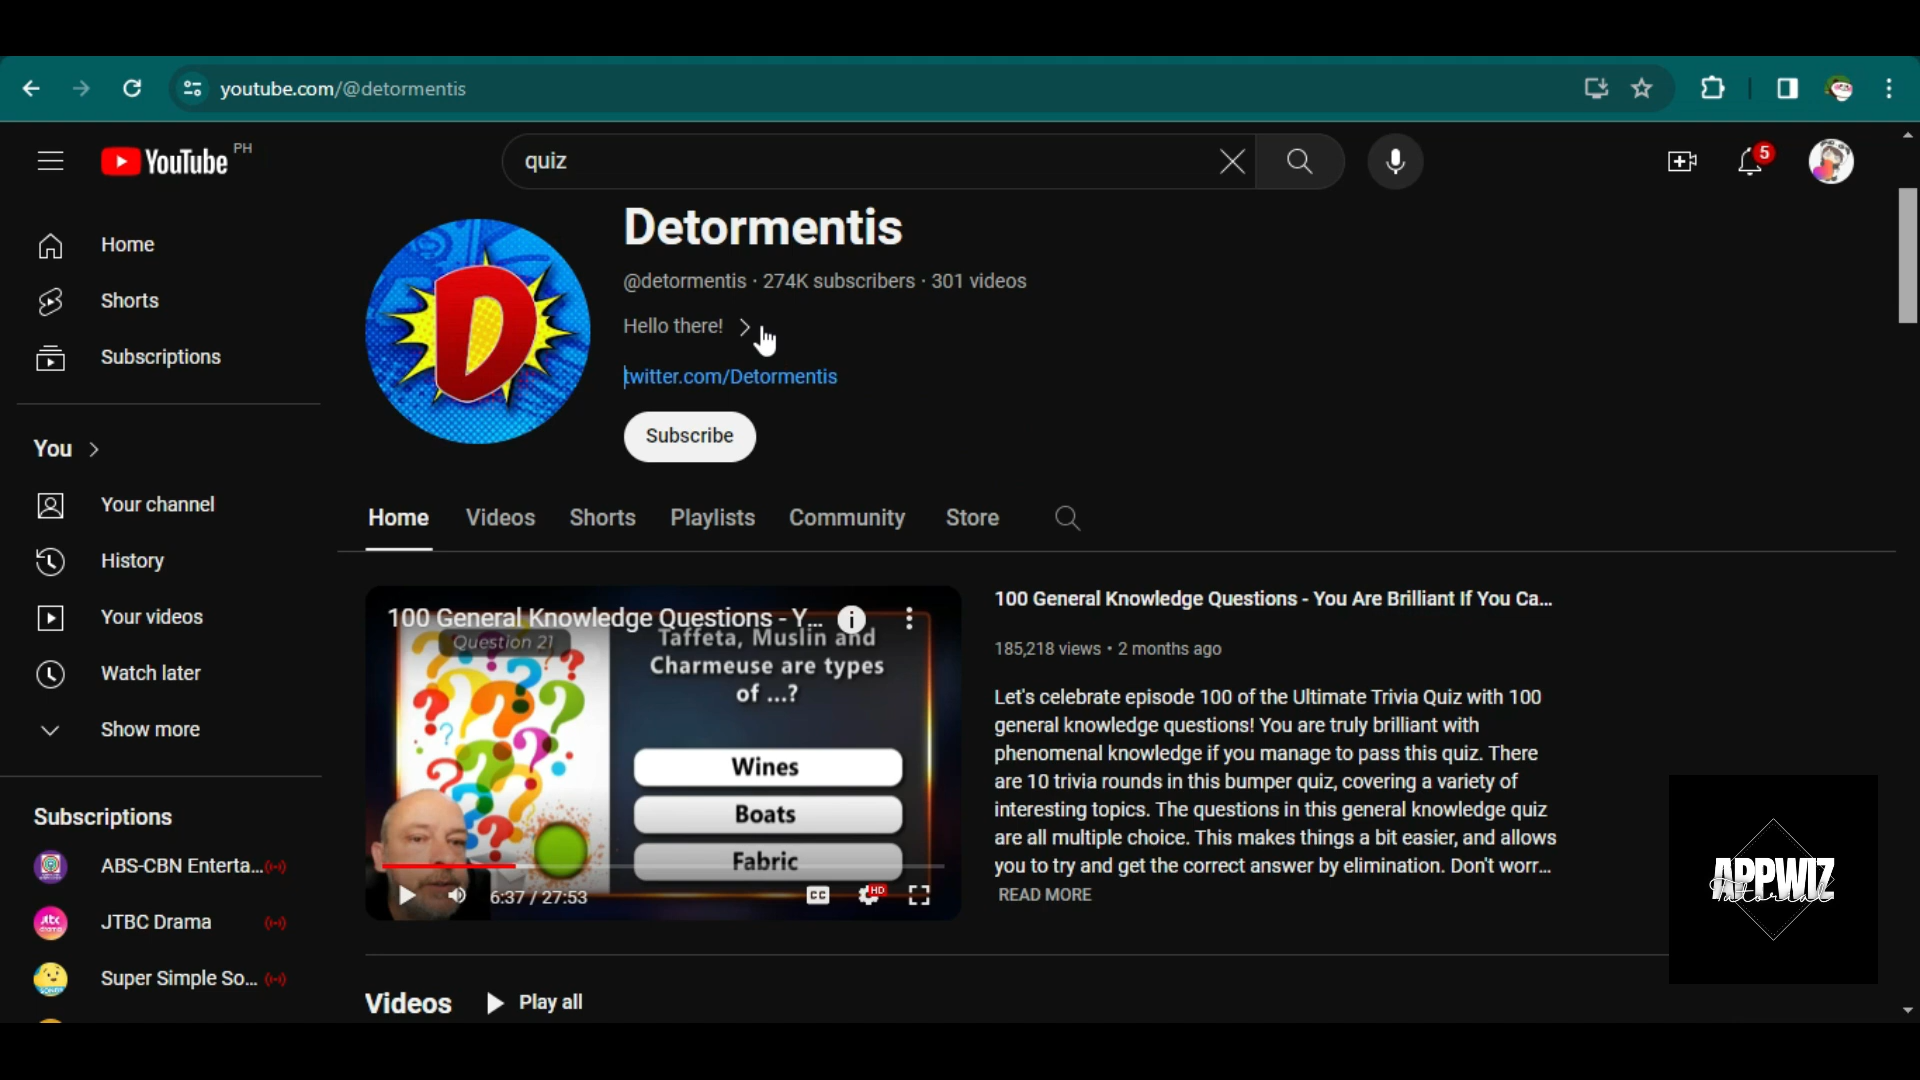 youtube.com/@detormentis
YouTube PH
quiz
5
Home
Shorts
Subscriptions
You
Your channel
History
Your videos
Watch later
Show more
Subscriptions
ABS-CBN Enterta...
JTBC Drama
Super Simple So...
D
Detormentis
@detormentis · 274K subscribers · 301 videos
Hello there!
twitter.com/Detormentis
Subscribe
Home Videos Shorts Playlists Community Store
100 General Knowledge Questions - Y...
Question 21
Taffeta, Muslin and
Charmeuse are types
of ...?
Wines
Boats
Fabric
6:37 / 27:53
CC
HD
100 General Knowledge Questions - You Are Brilliant If You Ca...
185,218 views • 2 months ago
Let's celebrate episode 100 of the Ultimate Trivia Quiz with 100
general knowledge questions! You are truly brilliant with
phenomenal knowledge if you manage to pass this quiz. There
are 10 trivia rounds in this bumper quiz, covering a variety of
interesting topics. The questions in this general knowledge quiz
are all multiple choice. This makes things a bit easier, and allows
you to try and get the correct answer by elimination. Don't worr...
READ MORE
APPWIZ
Tutorial
Videos
Play all